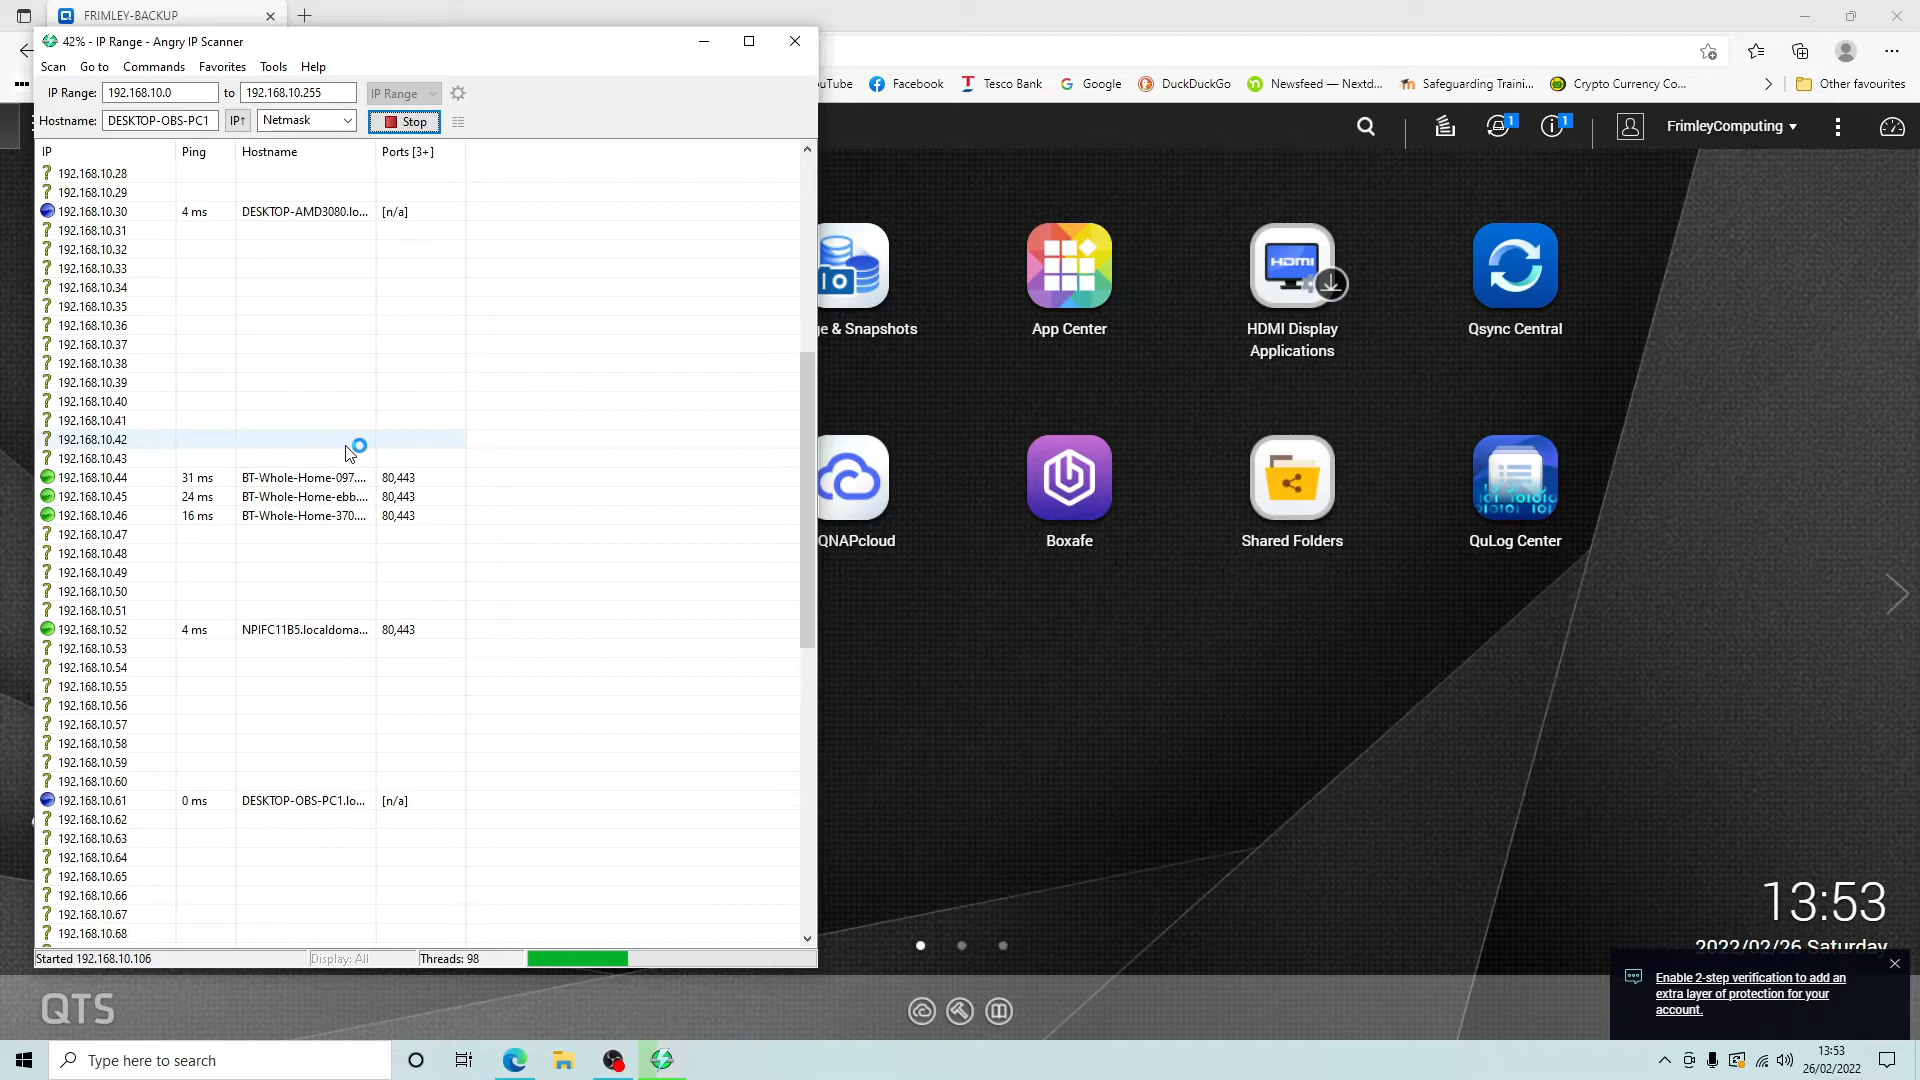 FRIMLEY-BACKUP
42% - IP Range - Angry IP Scanner
Scan Go to Commands Favorites Tools Help
IP Range: 192.168.10.0 to 192.168.10.255 IP Range
Hostname: DESKTOP-OBS-PC1 IP↑ Netmask Stop
IP Ping Hostname Ports [3+]
192.168.10.28
192.168.10.29
192.168.10.30 4 ms DESKTOP-AMD3080.lo... [n/a]
192.168.10.31
192.168.10.32
192.168.10.33
192.168.10.34
192.168.10.35
192.168.10.36
192.168.10.37
192.168.10.38
192.168.10.39
192.168.10.40
192.168.10.41
192.168.10.42
192.168.10.43
192.168.10.44 31 ms BT-Whole-Home-097.... 80,443
192.168.10.45 24 ms BT-Whole-Home-ebb.... 80,443
192.168.10.46 16 ms BT-Whole-Home-370.... 80,443
192.168.10.47
192.168.10.48
192.168.10.49
192.168.10.50
192.168.10.51
192.168.10.52 4 ms NPIFC11B5.localdoma... 80,443
192.168.10.53
192.168.10.54
192.168.10.55
192.168.10.56
192.168.10.57
192.168.10.58
192.168.10.59
192.168.10.60
192.168.10.61 0 ms DESKTOP-OBS-PC1.lo... [n/a]
192.168.10.62
192.168.10.63
192.168.10.64
192.168.10.65
192.168.10.66
192.168.10.67
192.168.10.68
Started 192.168.10.106 Display: All Threads: 98
uTube Facebook Tesco Bank Google DuckDuckGo Newsfeed — Nextd... Safeguarding Traini... Crypto Currency Co... Other favourites
1 1 FrimleyComputing
HDMI
ge & Snapshots App Center HDMI Display Applications Qsync Central
QNAPcloud Boxafe Shared Folders QuLog Center
13:53
2022/02/26 Saturday
Enable 2-step verification to add an
extra layer of protection for your
account.
QTS
Type here to search
13:53
26/02/2022